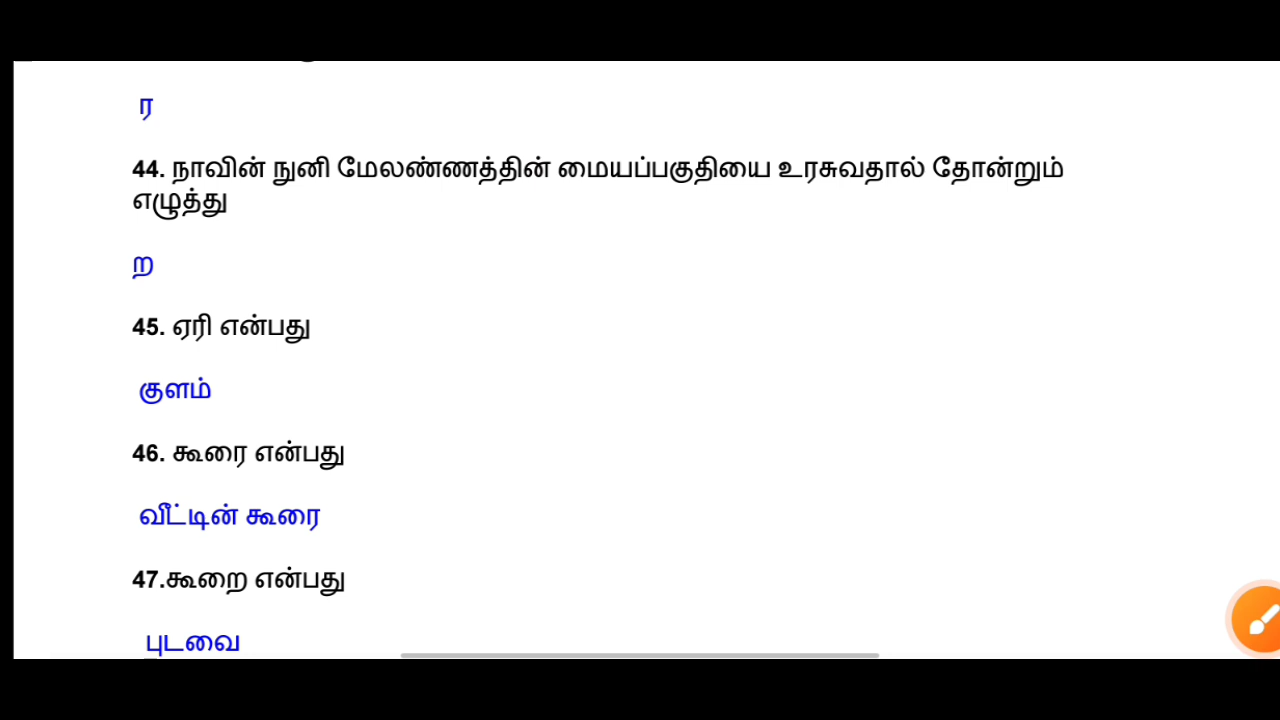 ர
44. நாவின் நுனி மேலண்ணத்தின் மையப்பகுதியை உரசுவதால் தோன்றும்
எழுத்து
ற
45. ஏரி என்பது
குளம்
46. கூரை என்பது
வீட்டின் கூரை
47.கூறை என்பது
புடவை